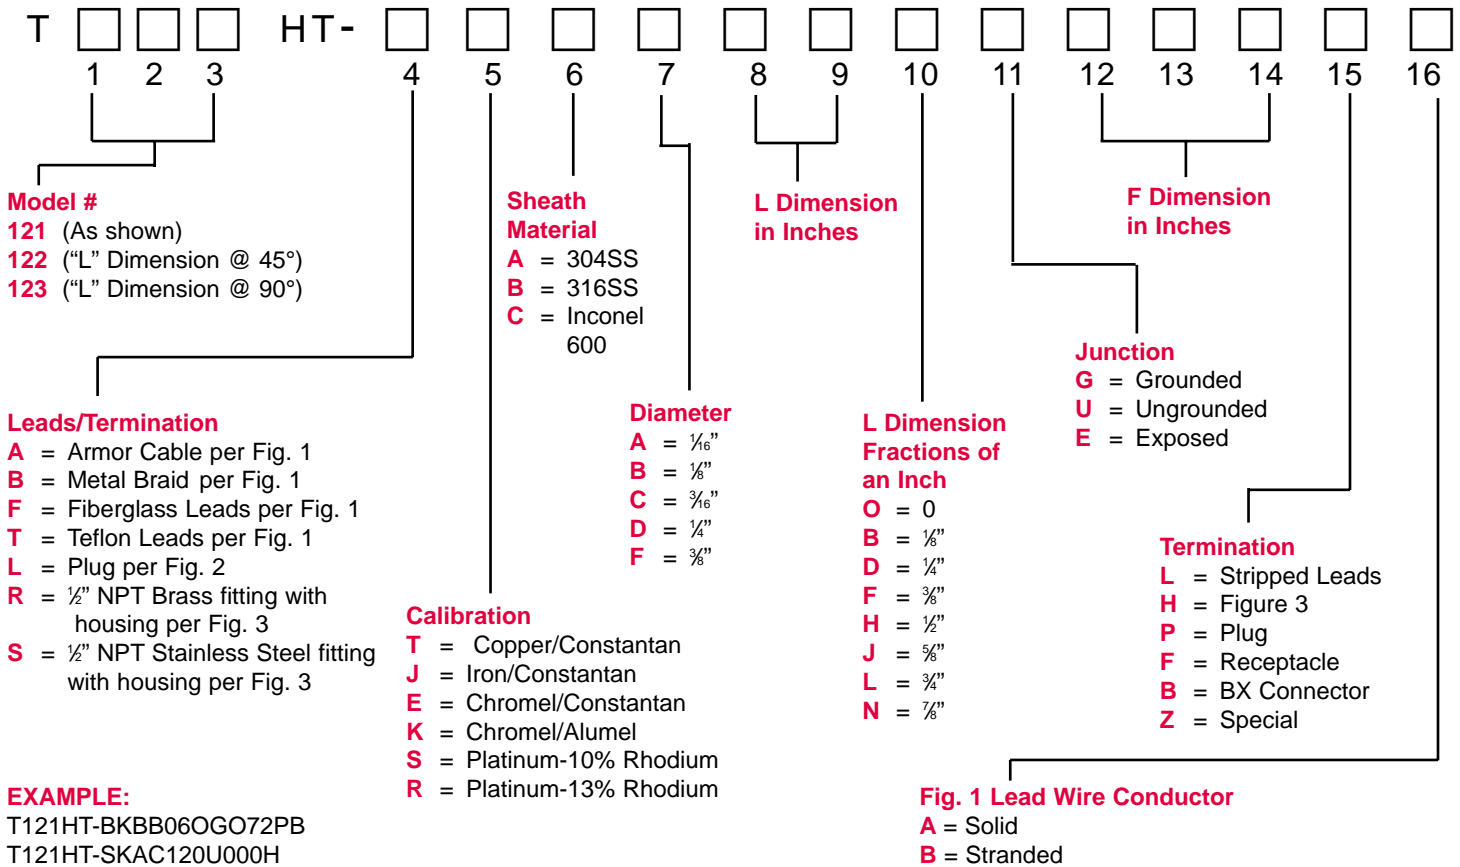 T □ □ □ HT- □ □ □ □ □ □ □ □ □ □ □ □ □
1 2 3 4 5 6 7 8 9 10 11 12 13 14 15 16
Model #
121 (As shown)
122 (“L” Dimension @ 45°)
123 (“L” Dimension @ 90°)
Sheath
Material
A = 304SS
B = 316SS
C = Inconel
600
L Dimension
in Inches
F Dimension
in Inches
Junction
G = Grounded
U = Ungrounded
E = Exposed
Leads/Termination
A = Armor Cable per Fig. 1
B = Metal Braid per Fig. 1
F = Fiberglass Leads per Fig. 1
T = Teflon Leads per Fig. 1
L = Plug per Fig. 2
R = ½” NPT Brass fitting with
housing per Fig. 3
S = ½” NPT Stainless Steel fitting
with housing per Fig. 3
Diameter
A = 1⁄16”
B = ⅛”
C = 3⁄16”
D = ¼”
F = ⅜”
L Dimension
Fractions of
an Inch
O = 0
B = ⅛”
D = ¼”
F = ⅜”
H = ½”
J = ⅝”
L = ¾”
N = ⅞”
Termination
L = Stripped Leads
H = Figure 3
P = Plug
F = Receptacle
B = BX Connector
Z = Special
Calibration
T = Copper/Constantan
J = Iron/Constantan
E = Chromel/Constantan
K = Chromel/Alumel
S = Platinum-10% Rhodium
R = Platinum-13% Rhodium
EXAMPLE:
T121HT-BKBB06OGO72PB
T121HT-SKAC120U000H
Fig. 1 Lead Wire Conductor
A = Solid
B = Stranded